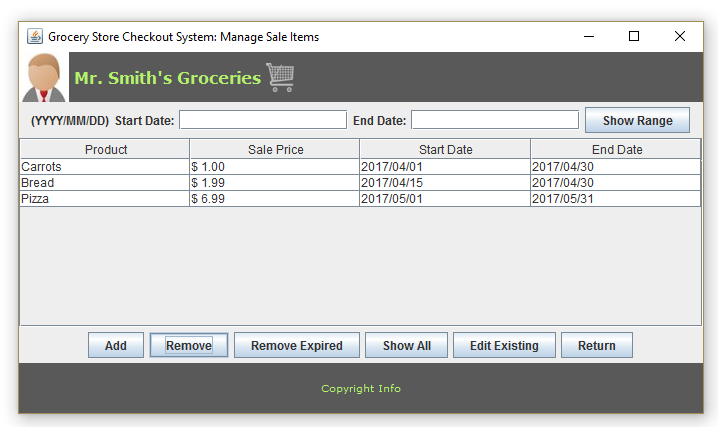 Grocery Store Checkout System: Manage Sale Items
Mr. Smith's Groceries
(YYYY/MM/DD) Start Date: End Date: Show Range
Product Sale Price Start Date End Date
Carrots $ 1.00 2017/04/01 2017/04/30
Bread $ 1.99 2017/04/15 2017/04/30
Pizza $ 6.99 2017/05/01 2017/05/31
Add Remove Remove Expired Show All Edit Existing Return
Copyright Info